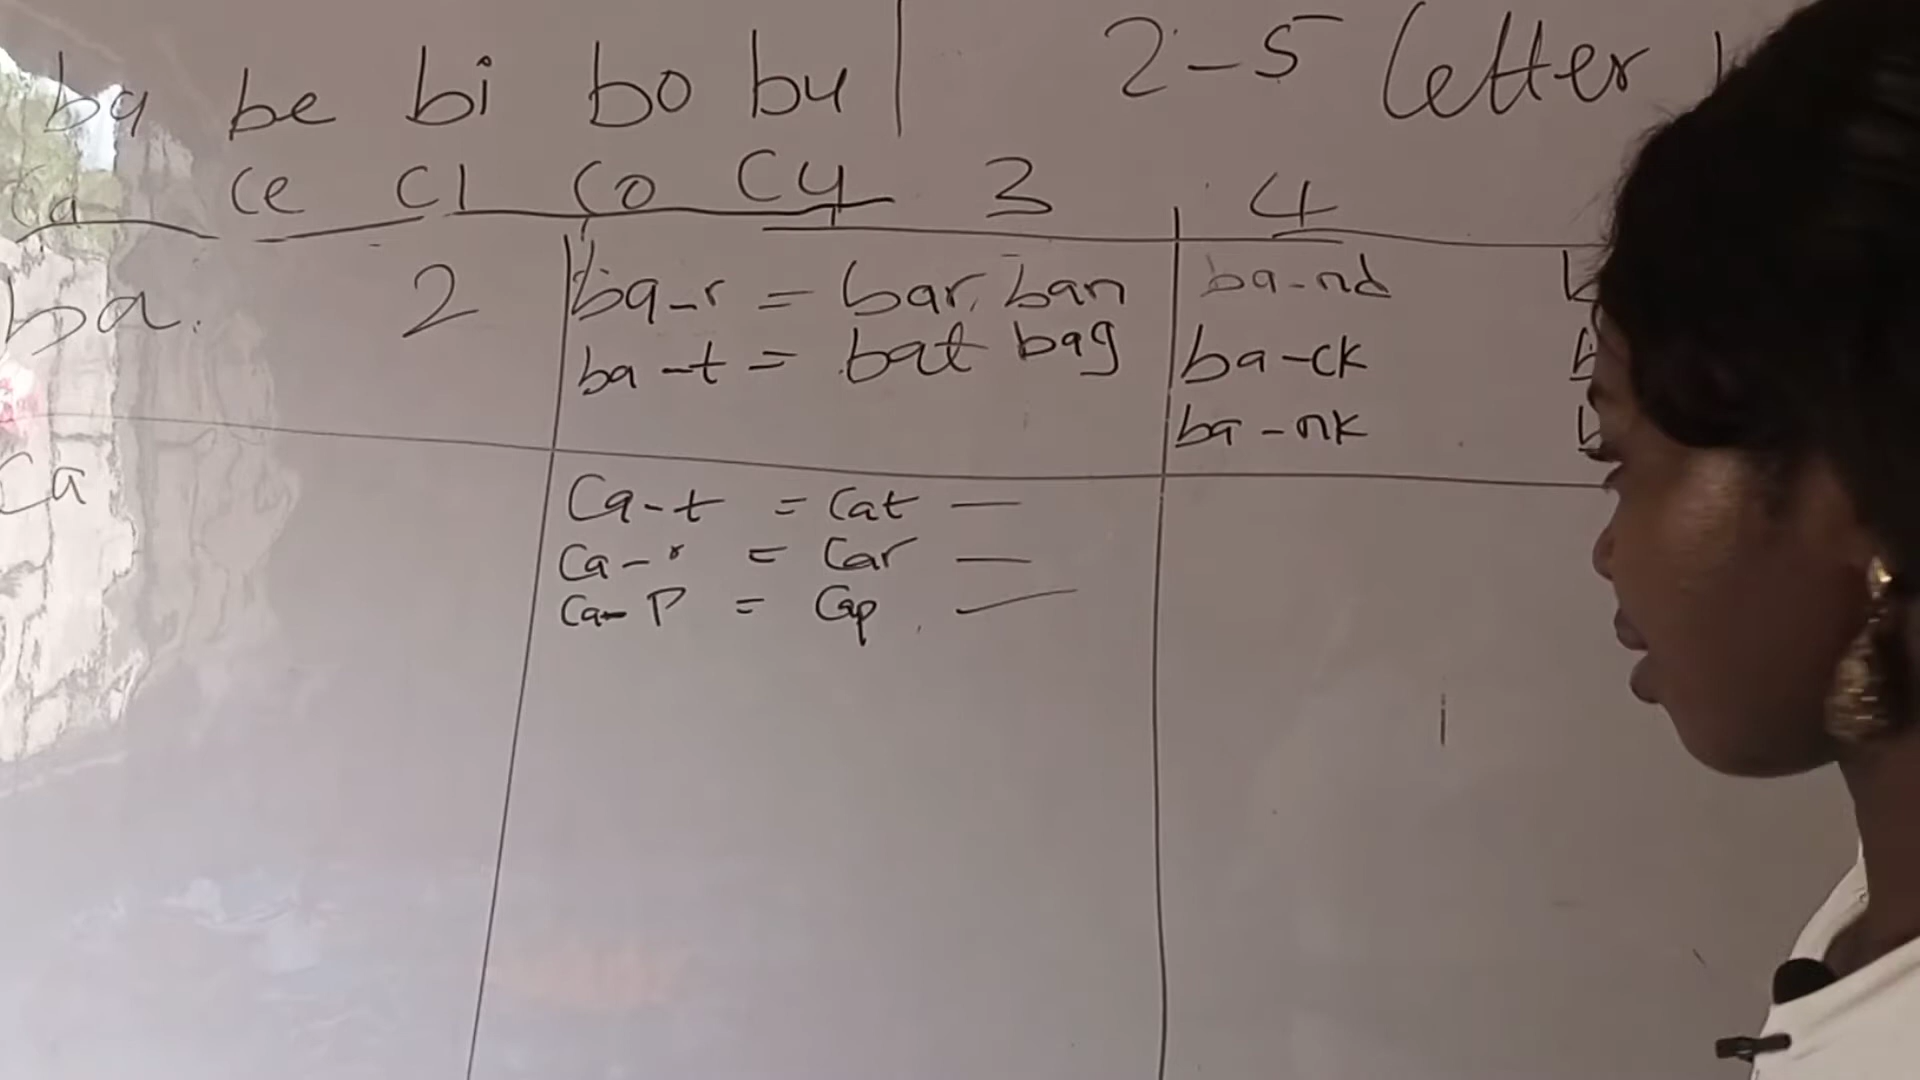 ba be bi bo bu 2-5 letter
ca ce ci co cu 3 4
ba. 2 ba-r = bar, ban ba-nd
ba-t = bat bag ba-ck
ba-nk
ca ca-t = cat —
ca-r = car —
ca-p = cap —